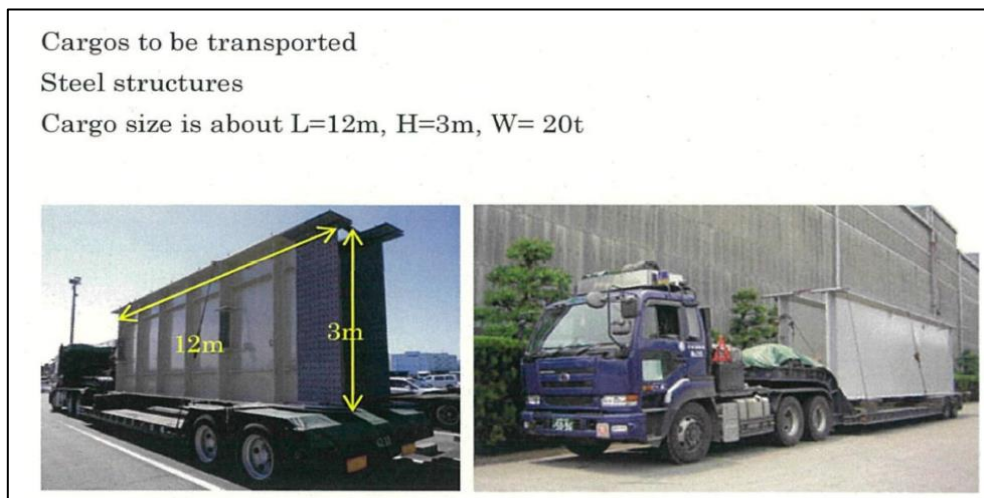 Cargos to be transported
Steel structures
Cargo size is about L=12m, H=3m, W= 20t
12m
3m